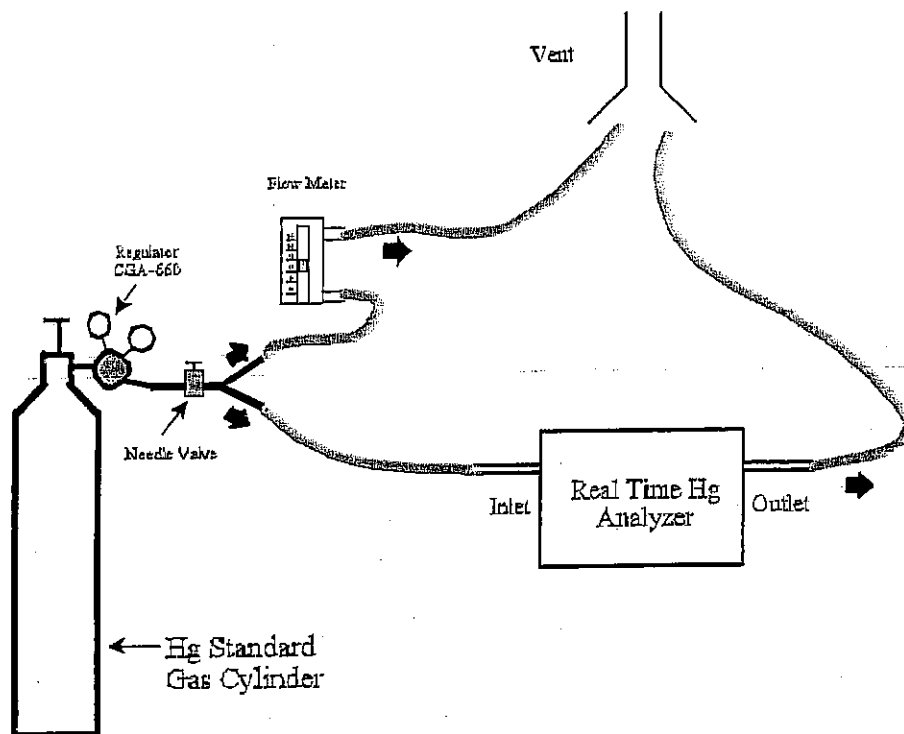 Vent
Flow Meter
Regulator
CGA-660
Needle Valve
Inlet
Real Time Hg
Analyzer
Outlet
Hg Standard
Gas Cylinder